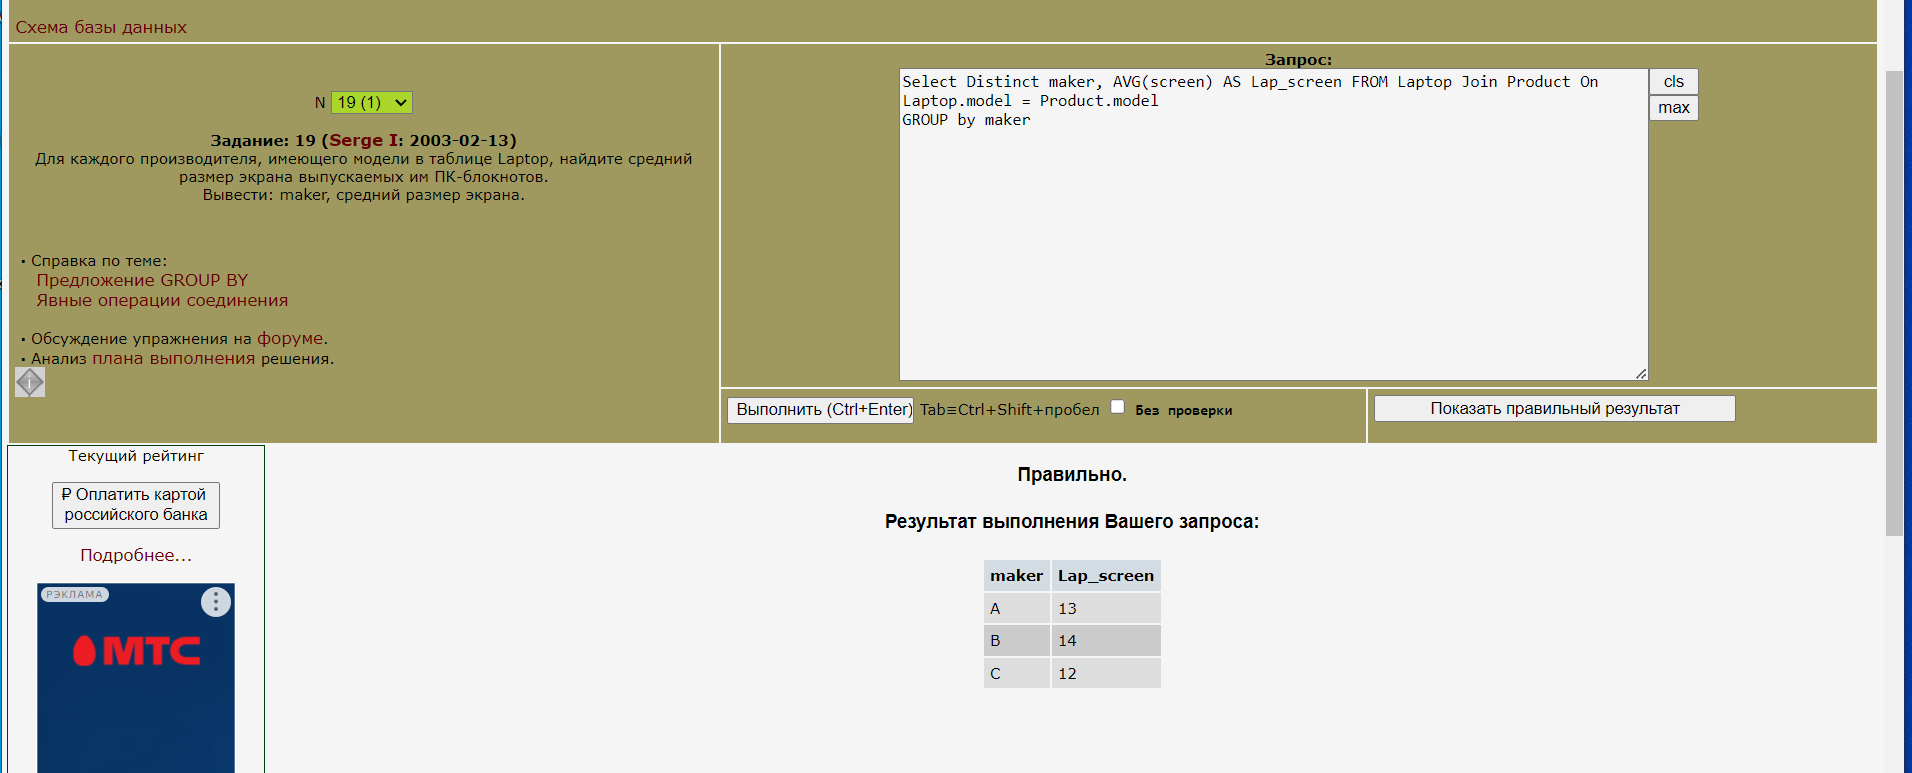 Схема базы данных
N 19 (1)
Задание: 19 (Serge I: 2003-02-13)
Для каждого производителя, имеющего модели в таблице Laptop, найдите средний
размер экрана выпускаемых им ПК-блокнотов.
Вывести: maker, средний размер экрана.
· Справка по теме:
Предложение GROUP BY
Явные операции соединения
· Обсуждение упражнения на форуме.
· Анализ плана выполнения решения.
Запрос:
Select Distinct maker, AVG(screen) AS Lap_screen FROM Laptop Join Product On
Laptop.model = Product.model
GROUP by maker
cls
max
Выполнить (Ctrl+Enter) Tab≡Ctrl+Shift+пробел Без проверки
Показать правильный результат
Текущий рейтинг
₽ Оплатить картой
российского банка
Подробнее...
РЭКЛАМА
МТС
Правильно.
Результат выполнения Вашего запроса:
maker Lap_screen
A 13
B 14
C 12